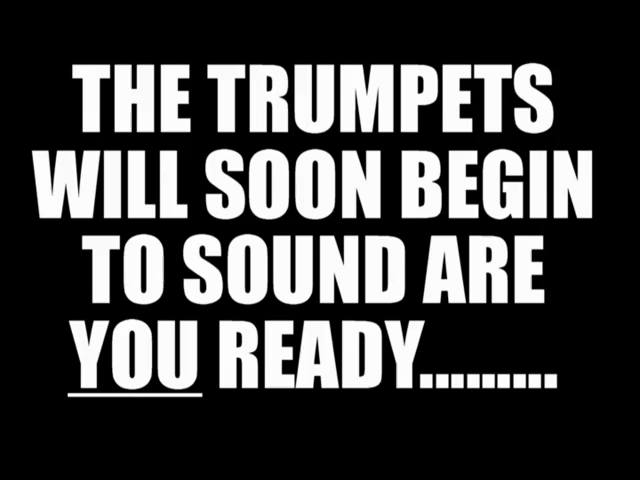 THE TRUMPETS
WILL SOON BEGIN
TO SOUND ARE
YOU READY.........